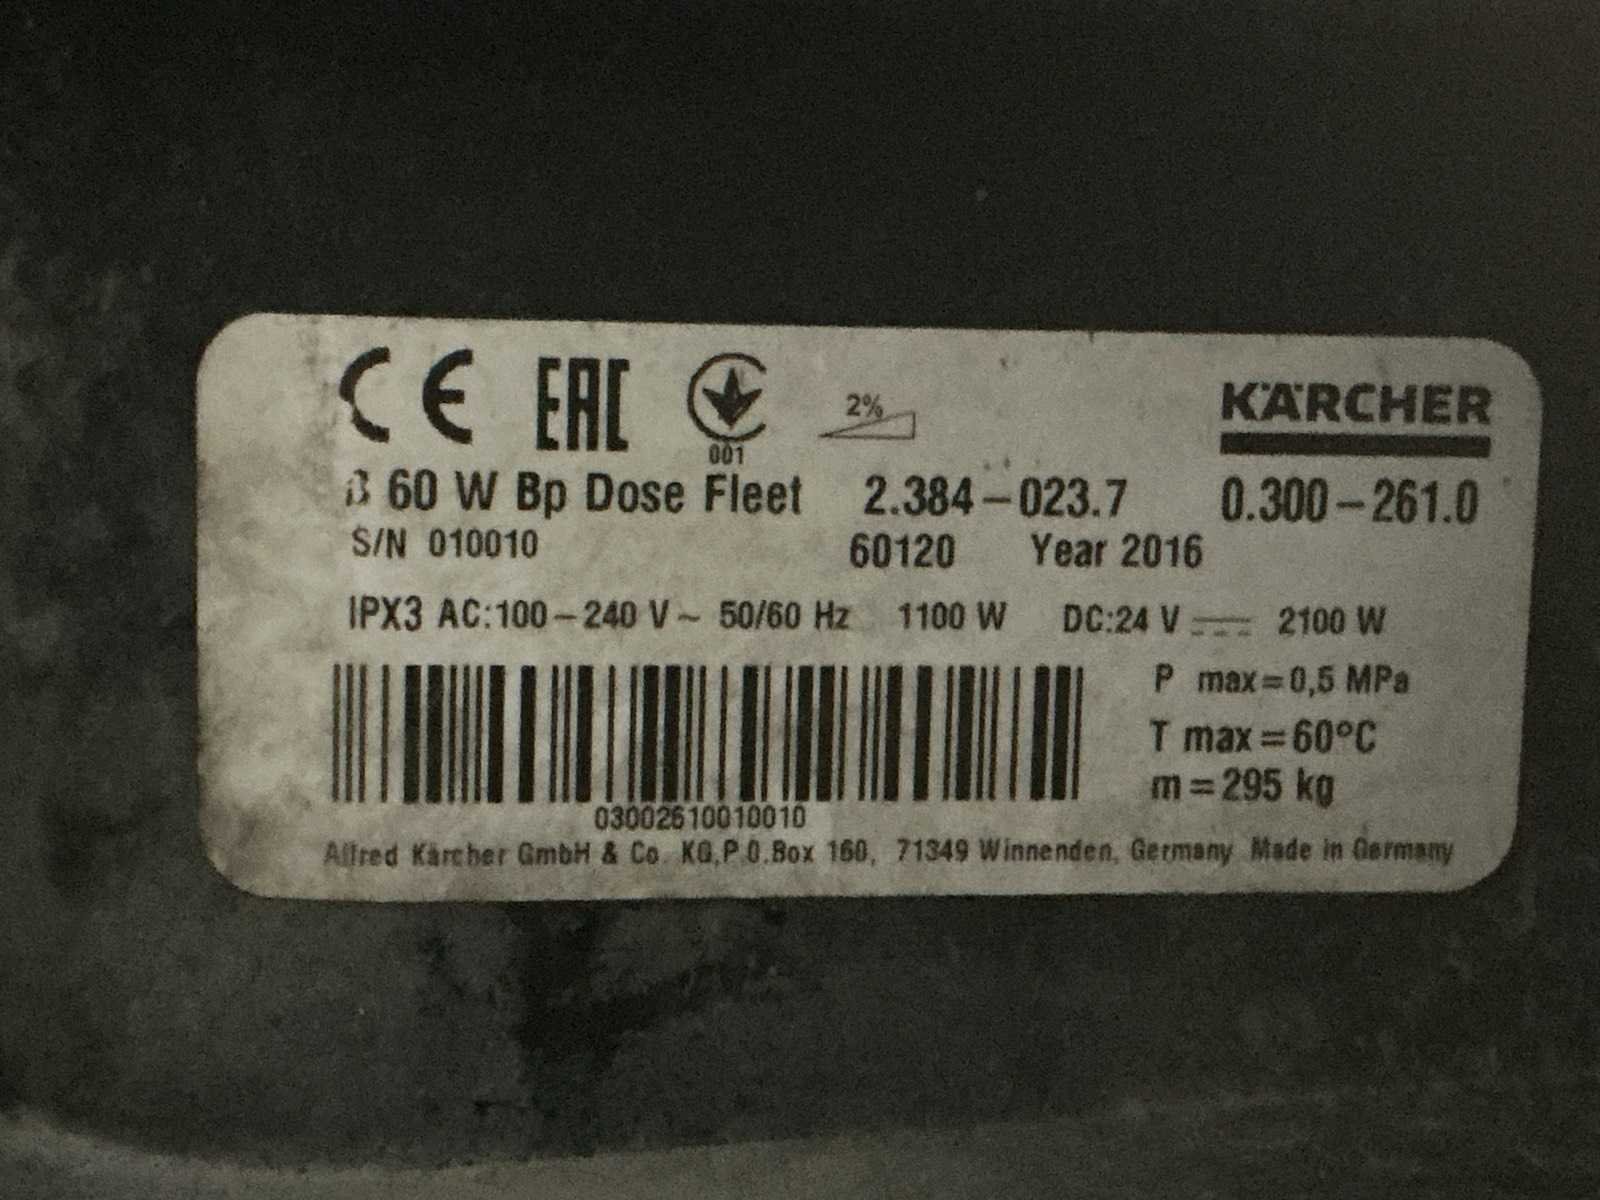 CE EAC 001 2% KÄRCHER
B 60 W Bp Dose Fleet 2.384-023.7 0.300-261.0
S/N 010010 60120 Year 2016
IPX3 AC:100-240 V~ 50/60 Hz 1100 W DC:24 V ⎓ 2100 W
P max=0,5 MPa
T max=60°C
m=295 kg
03002610010010
Alfred Kärcher GmbH & Co. KG,P.O.Box 160, 71349 Winnenden, Germany Made in Germany